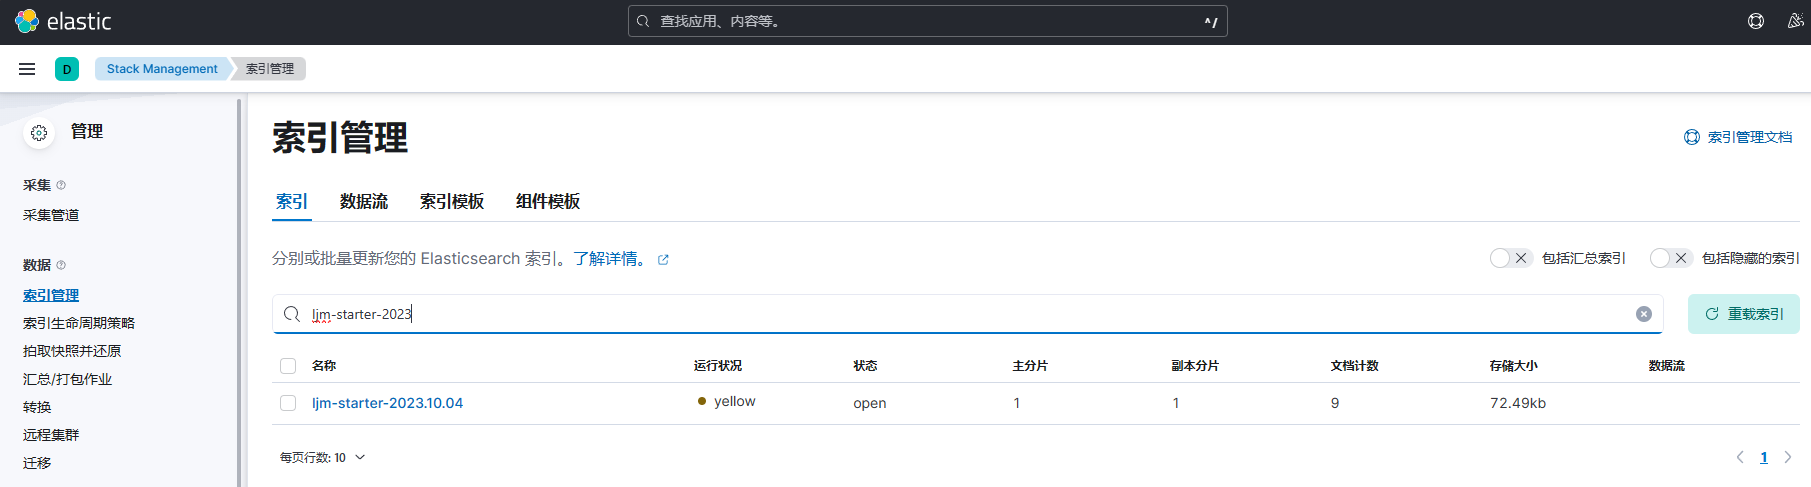 elastic
查找应用、内容等。
^/
D
Stack Management
索引管理
管理
采集
采集管道
数据
索引管理
索引生命周期策略
拍取快照并还原
汇总/打包作业
转换
远程集群
迁移
索引管理
索引管理文档
索引 数据流 索引模板 组件模板
分别或批量更新您的 Elasticsearch 索引。了解详情。
包括汇总索引 包括隐藏的索引
ljm-starter-2023
重载索引
名称 运行状况 状态 主分片 副本分片 文档计数 存储大小 数据流
ljm-starter-2023.10.04 yellow open 1 1 9 72.49kb
每页行数: 10
1